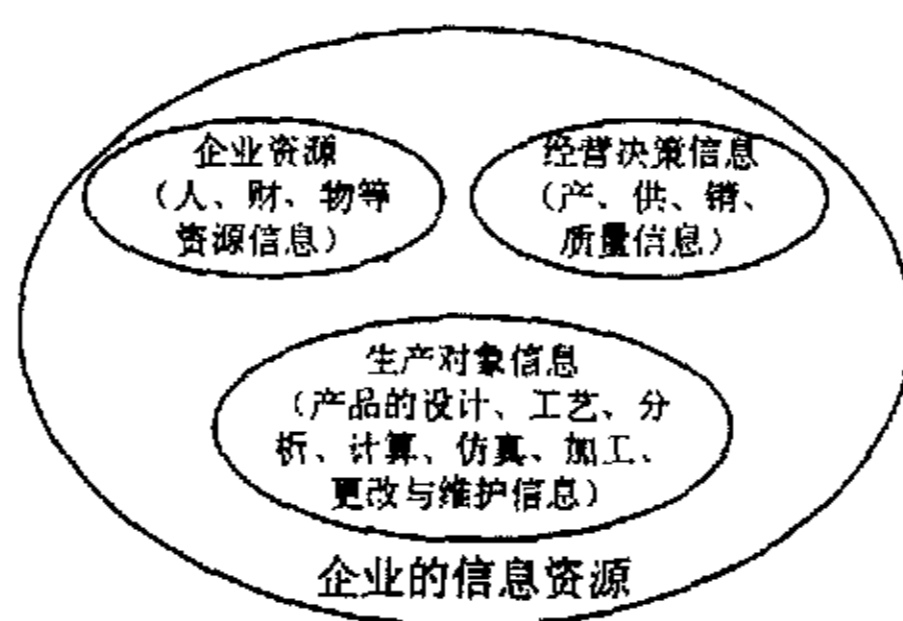 企业资源
（人、财、物等
资源信息）
经营决策信息
（产、供、销、
质量信息）
生产对象信息
（产品的设计、工艺、分
析、计算、仿真、加工、
更改与维护信息）
企业的信息资源